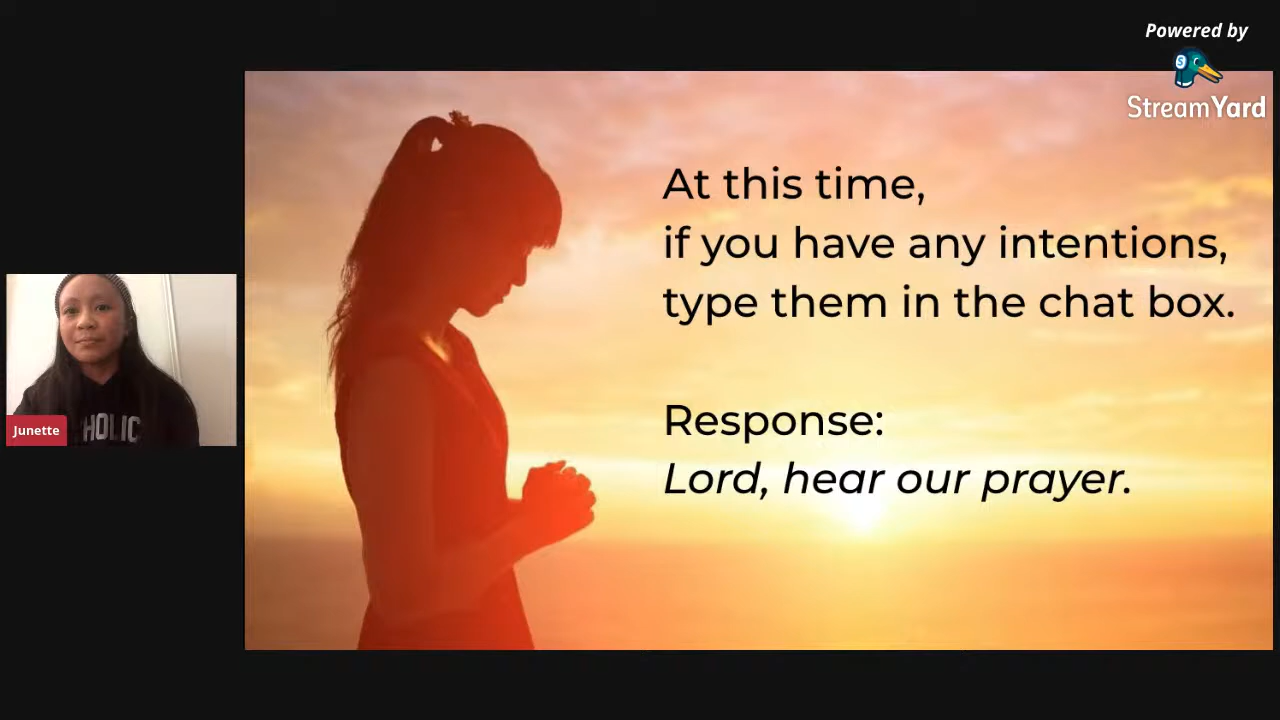 Powered by
StreamYard
At this time,
if you have any intentions,
type them in the chat box.
Response:
Lord, hear our prayer.
Junette
HOLIC